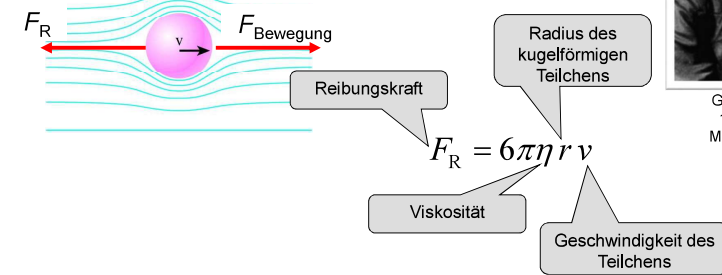 F_R
v
F_Bewegung
Radius des
kugelförmigen
Teilchens
Reibungskraft
F_R = 6πη r v
Viskosität
Geschwindigkeit des
Teilchens
G
M